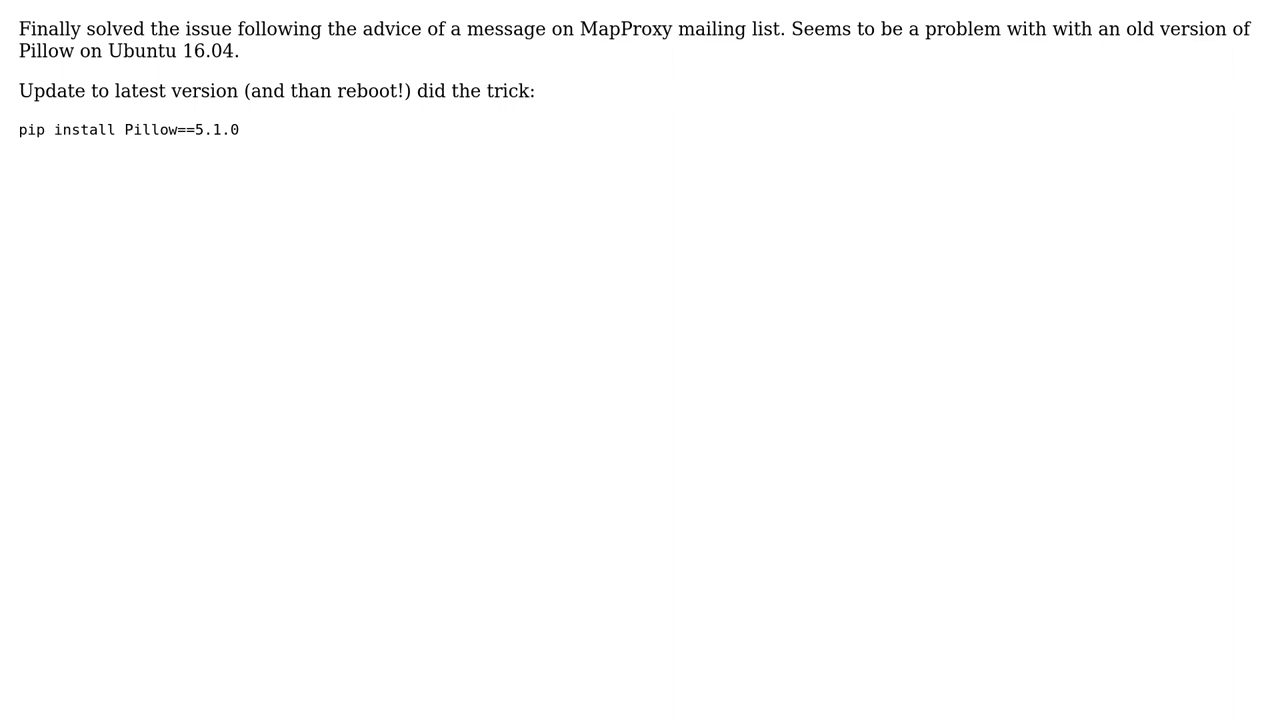 Finally solved the issue following the advice of a message on MapProxy mailing list. Seems to be a problem with with an old version of
Pillow on Ubuntu 16.04.
Update to latest version (and than reboot!) did the trick:
pip install Pillow==5.1.0